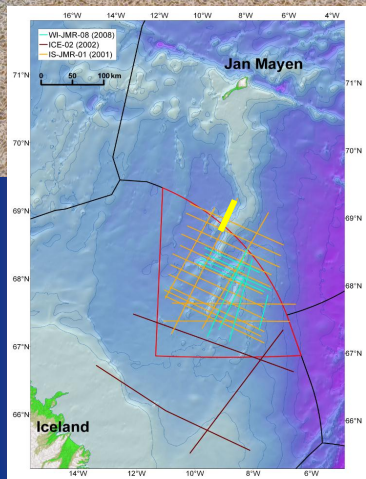 16°W 14°W 12°W 10°W 8°W 6°W
WI-JMR-08 (2008)
ICE-02 (2002)
IS-JMR-01 (2001)
0 50 100 km
Jan Mayen
71°N 71°N
70°N 70°N
69°N 69°N
68°N 68°N
67°N 67°N
66°N 66°N
Iceland
14°W 12°W 10°W 8°W 6°W